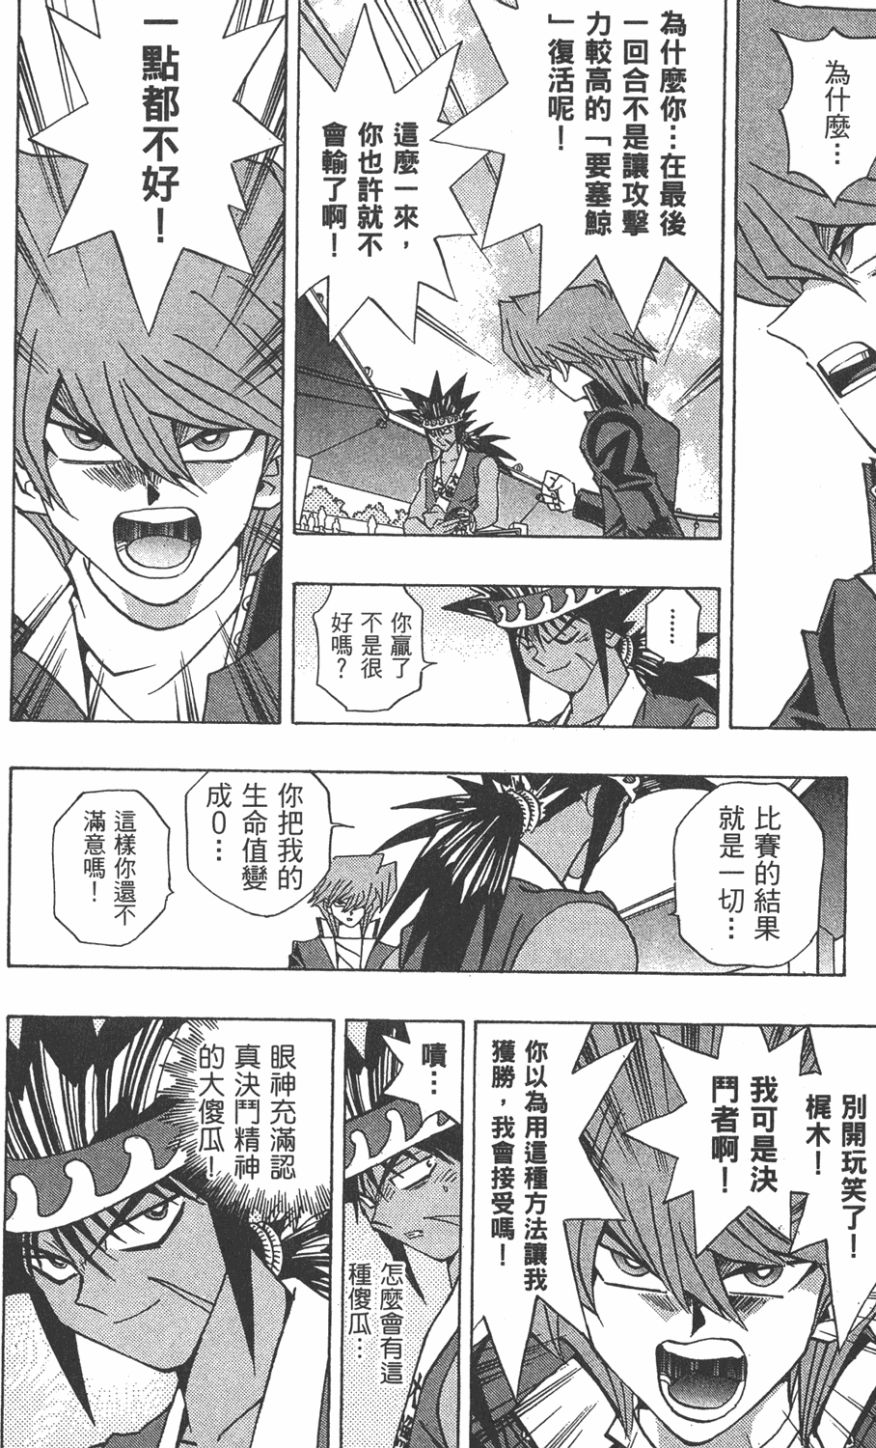 為什麼…
為什麼你…在最後
一回合不是讓攻擊
力較高的「要塞鯨
」復活呢！
這麼一來，
你也許就不
會輸了啊！
一點都不好！
……
你贏了
不是很
好嗎？
比賽的結果
就是一切…
你把我的
生命值變
成0…
這樣你還不
滿意嗎！
別開玩笑了！
梶木！
我可是決
鬥者啊！
你以為用這種方法讓我
獲勝，我會接受嗎！
嘖…
怎麼會有這
種傻瓜…
眼神充滿認
真決鬥精神
的大傻瓜！